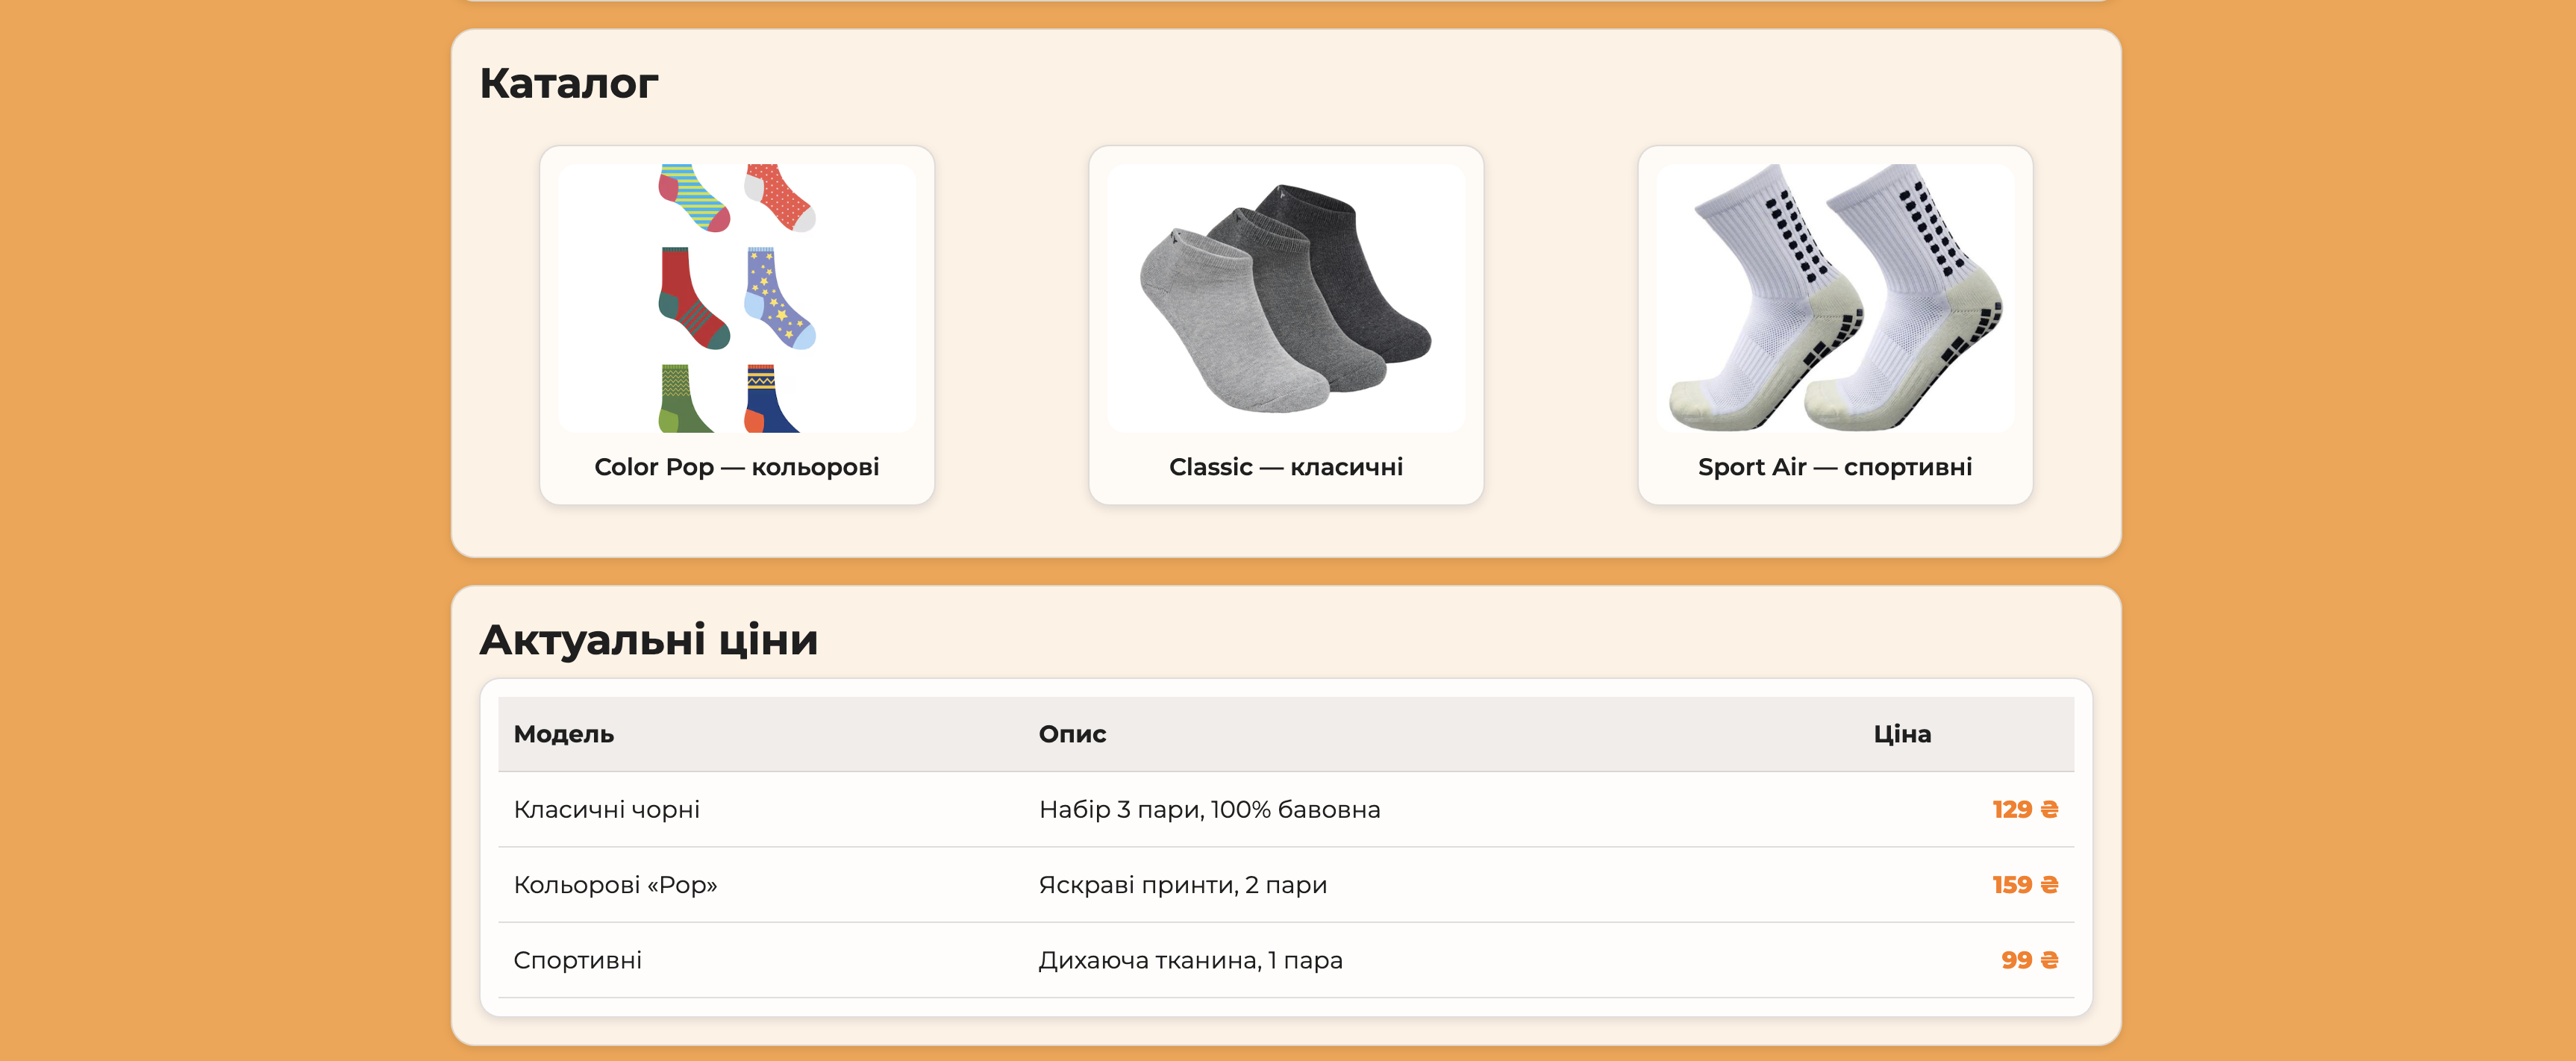 Каталог
Color Pop — кольорові
Classic — класичні
Sport Air — спортивні
Актуальні ціни
Модель Опис Ціна
Класичні чорні Набір 3 пари, 100% бавовна 129 ₴
Кольорові «Pop» Яскраві принти, 2 пари 159 ₴
Спортивні Дихаюча тканина, 1 пара 99 ₴